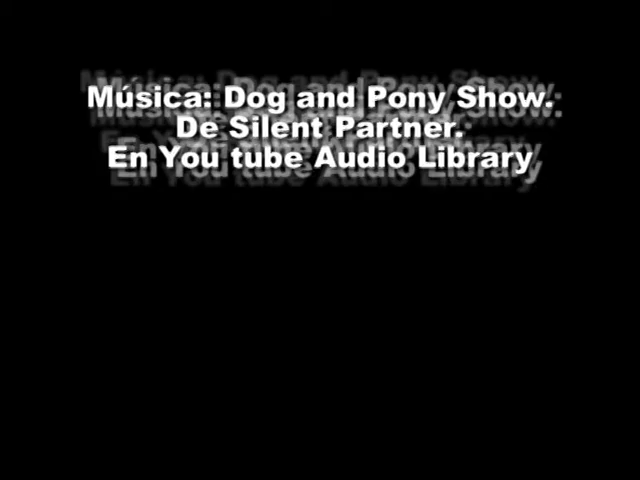 Música: Dog and Pony Show.
De Silent Partner.
En You tube Audio Library